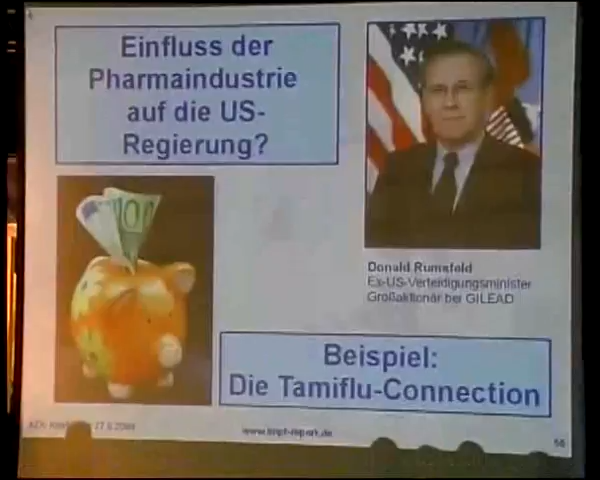 Einfluss der
Pharmaindustrie
auf die US-
Regierung?
100
Donald Rumsfeld
Ex-US-Verteidigungsminister
Großaktionär bei GILEAD
Beispiel:
Die Tamiflu-Connection
www.impf-report.de